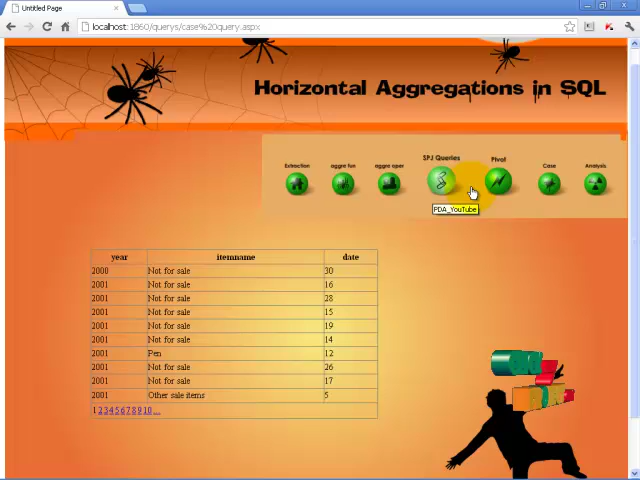 Untitled Page
localhost:1860/querys/case%20query.aspx
Horizontal Aggregations in SQL
Extraction aggre fun aggre oper SPJ Queries Pivot Case Analysis
PDA_YouTube
year itemname date
2000 Not for sale 30
2001 Not for sale 16
2001 Not for sale 28
2001 Not for sale 15
2001 Not for sale 19
2001 Not for sale 14
2001 Pen 12
2001 Not for sale 26
2001 Not for sale 17
2001 Other sale items 5
1 2 3 4 5 6 7 8 9 10 ...